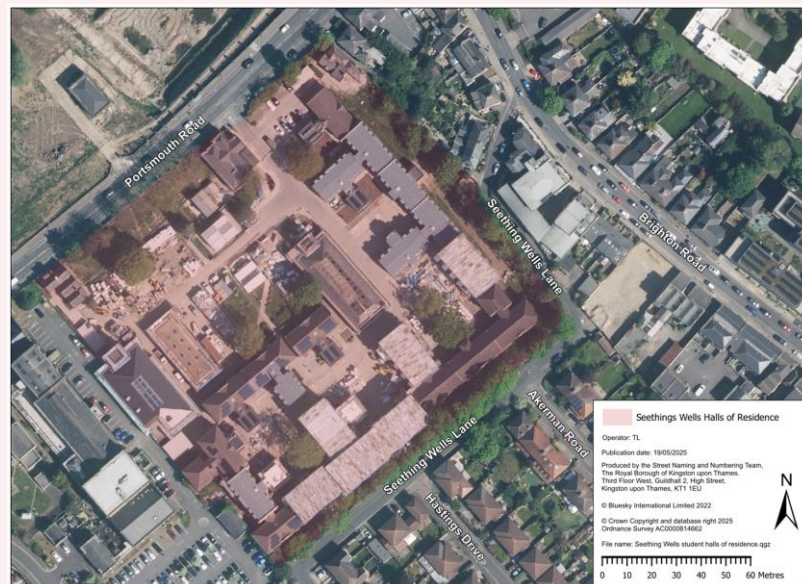 Portsmouth Road
Seething Wells Lane
Brighton Road
Akerman Road
Seething Wells Lane
Hastings Drive
Seethings Wells Halls of Residence
Operator: TL
Publication date: 19/05/2025
Produced by the Street Naming and Numbering Team,
The Royal Borough of Kingston upon Thames.
Third Floor West, Guildhall 2, High Street,
Kingston upon Thames, KT1 1EU
© Bluesky International Limited 2022
© Crown Copyright and database right 2025
Ordnance Survey AC0000814662
File name: Seething Wells student halls of residence.qgz
N
0 10 20 30 40 50 60 Metres